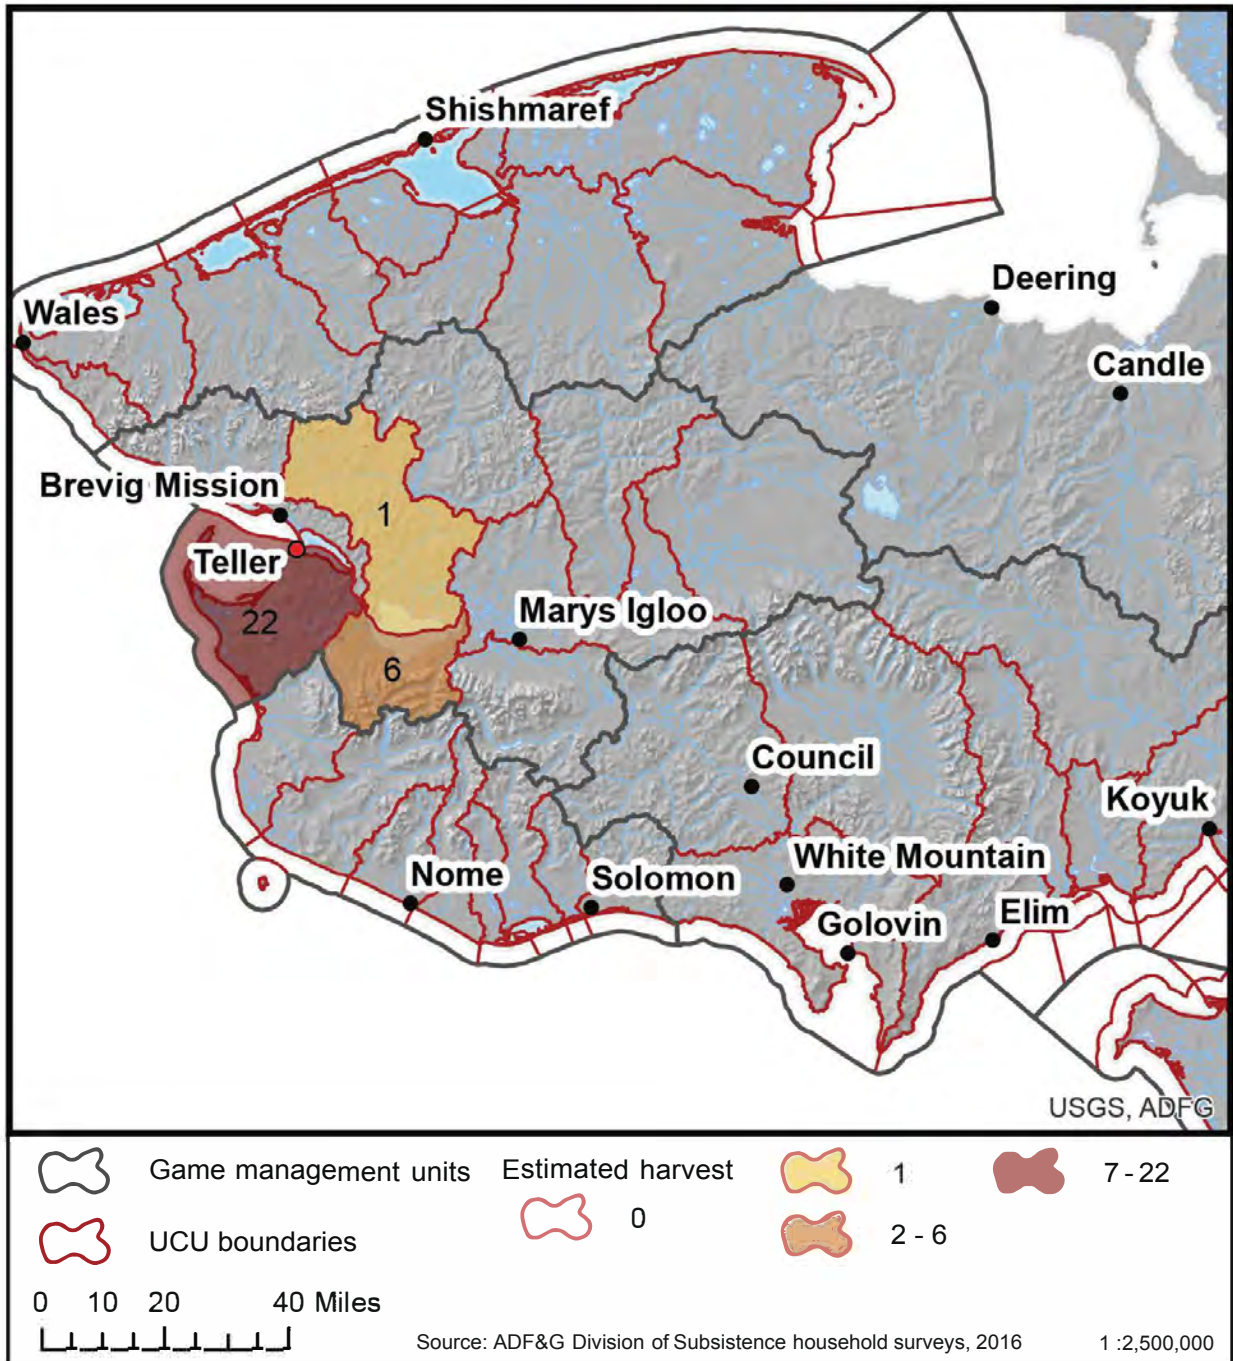 Shishmaref
Wales
Deering
Candle
Brevig Mission
1
Teller
22
Marys Igloo
6
Council
Koyuk
Nome
Solomon
White Mountain
Golovin
Elim
USGS, ADFG
Game management units
UCU boundaries
Estimated harvest
0
1
2 - 6
7 - 22
0 10 20 40 Miles
Source: ADF&G Division of Subsistence household surveys, 2016
1 :2,500,000